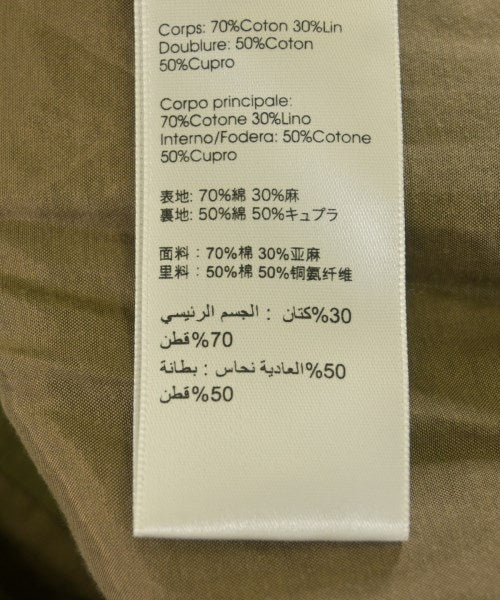 Corps: 70%Coton 30%Lin
Doublure: 50%Coton
50%Cupro
Corpo principale:
70%Cotone 30%Lino
Interno/Fodera: 50%Cotone
50%Cupro
表地: 70%綿 30%麻
裏地: 50%綿 50%キュプラ
面料：70%棉 30%亚麻
里料：50%棉 50%铜氨纤维
30%كتان : الجسم الرئيسي
70%قطن
50%العادية نحاس : بطانة
50%قطن